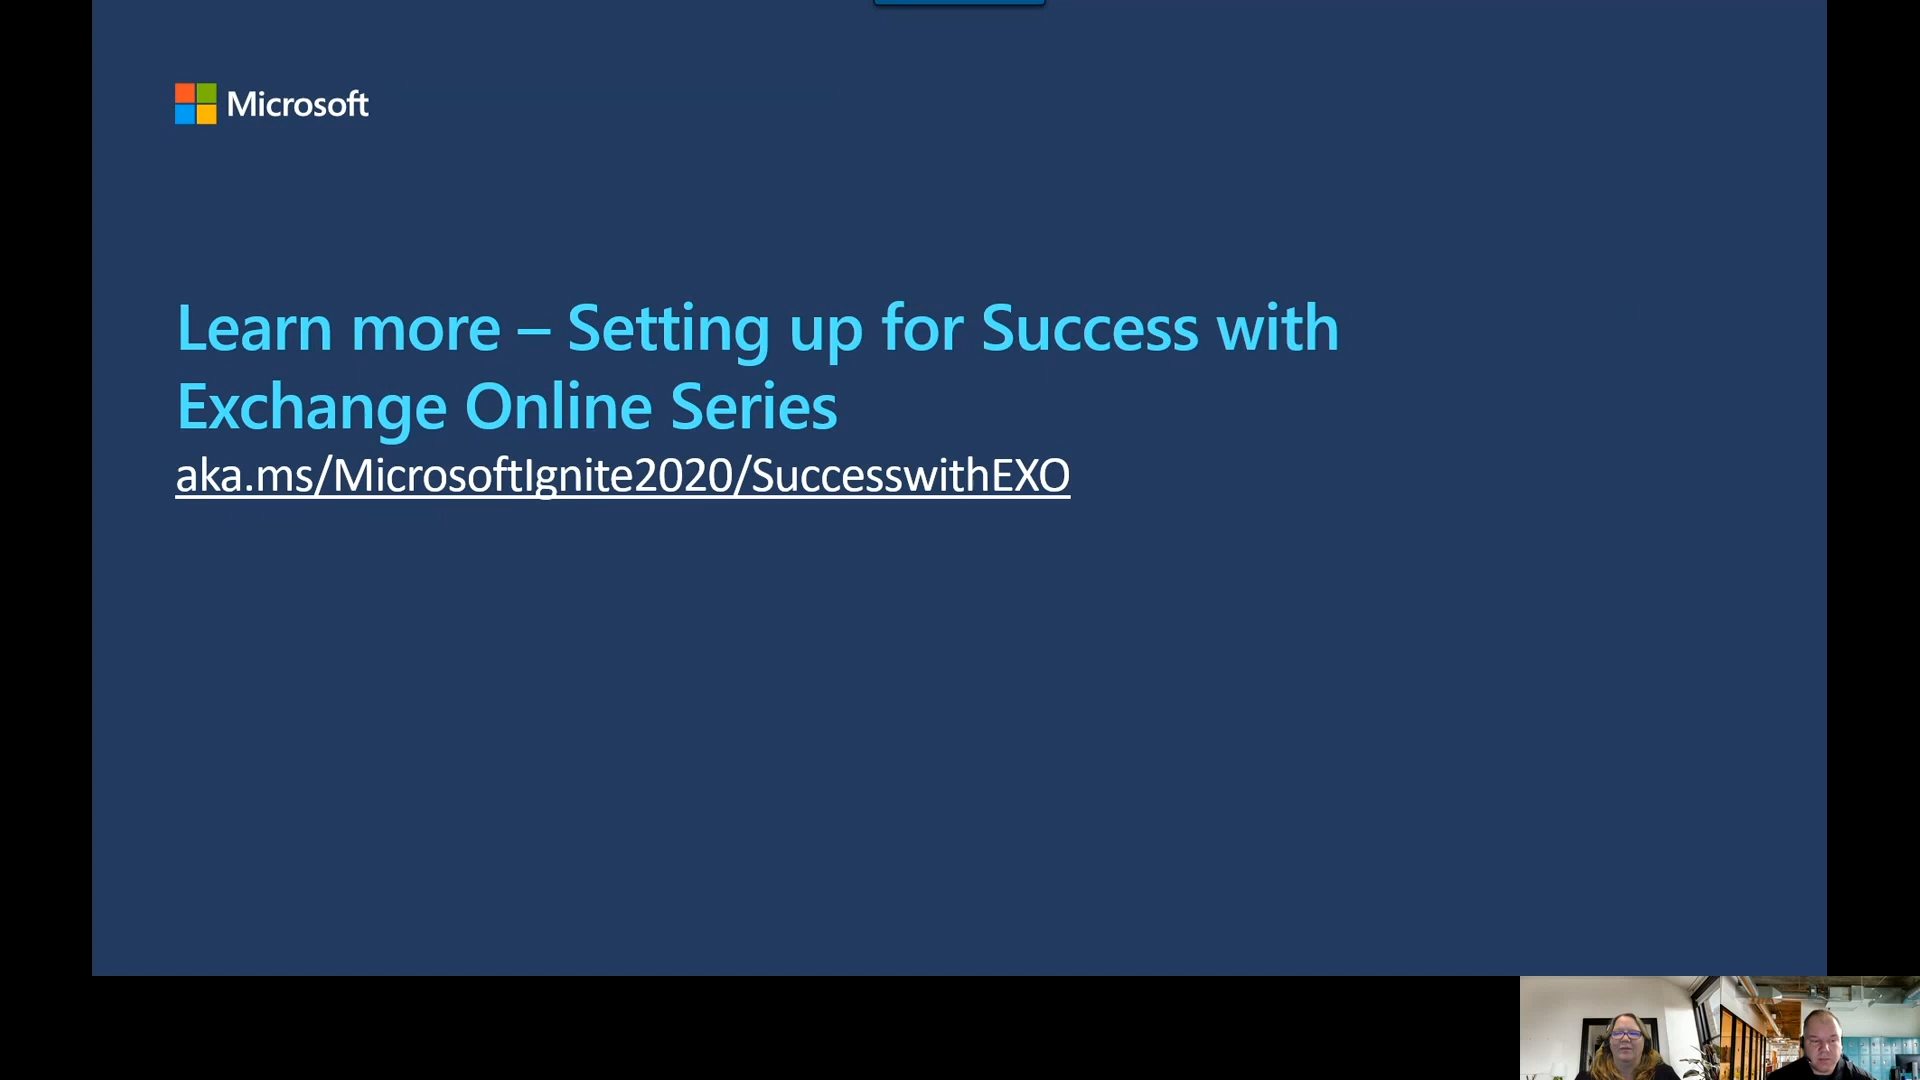 Microsoft
Learn more – Setting up for Success with
Exchange Online Series
aka.ms/MicrosoftIgnite2020/SuccesswithEXO